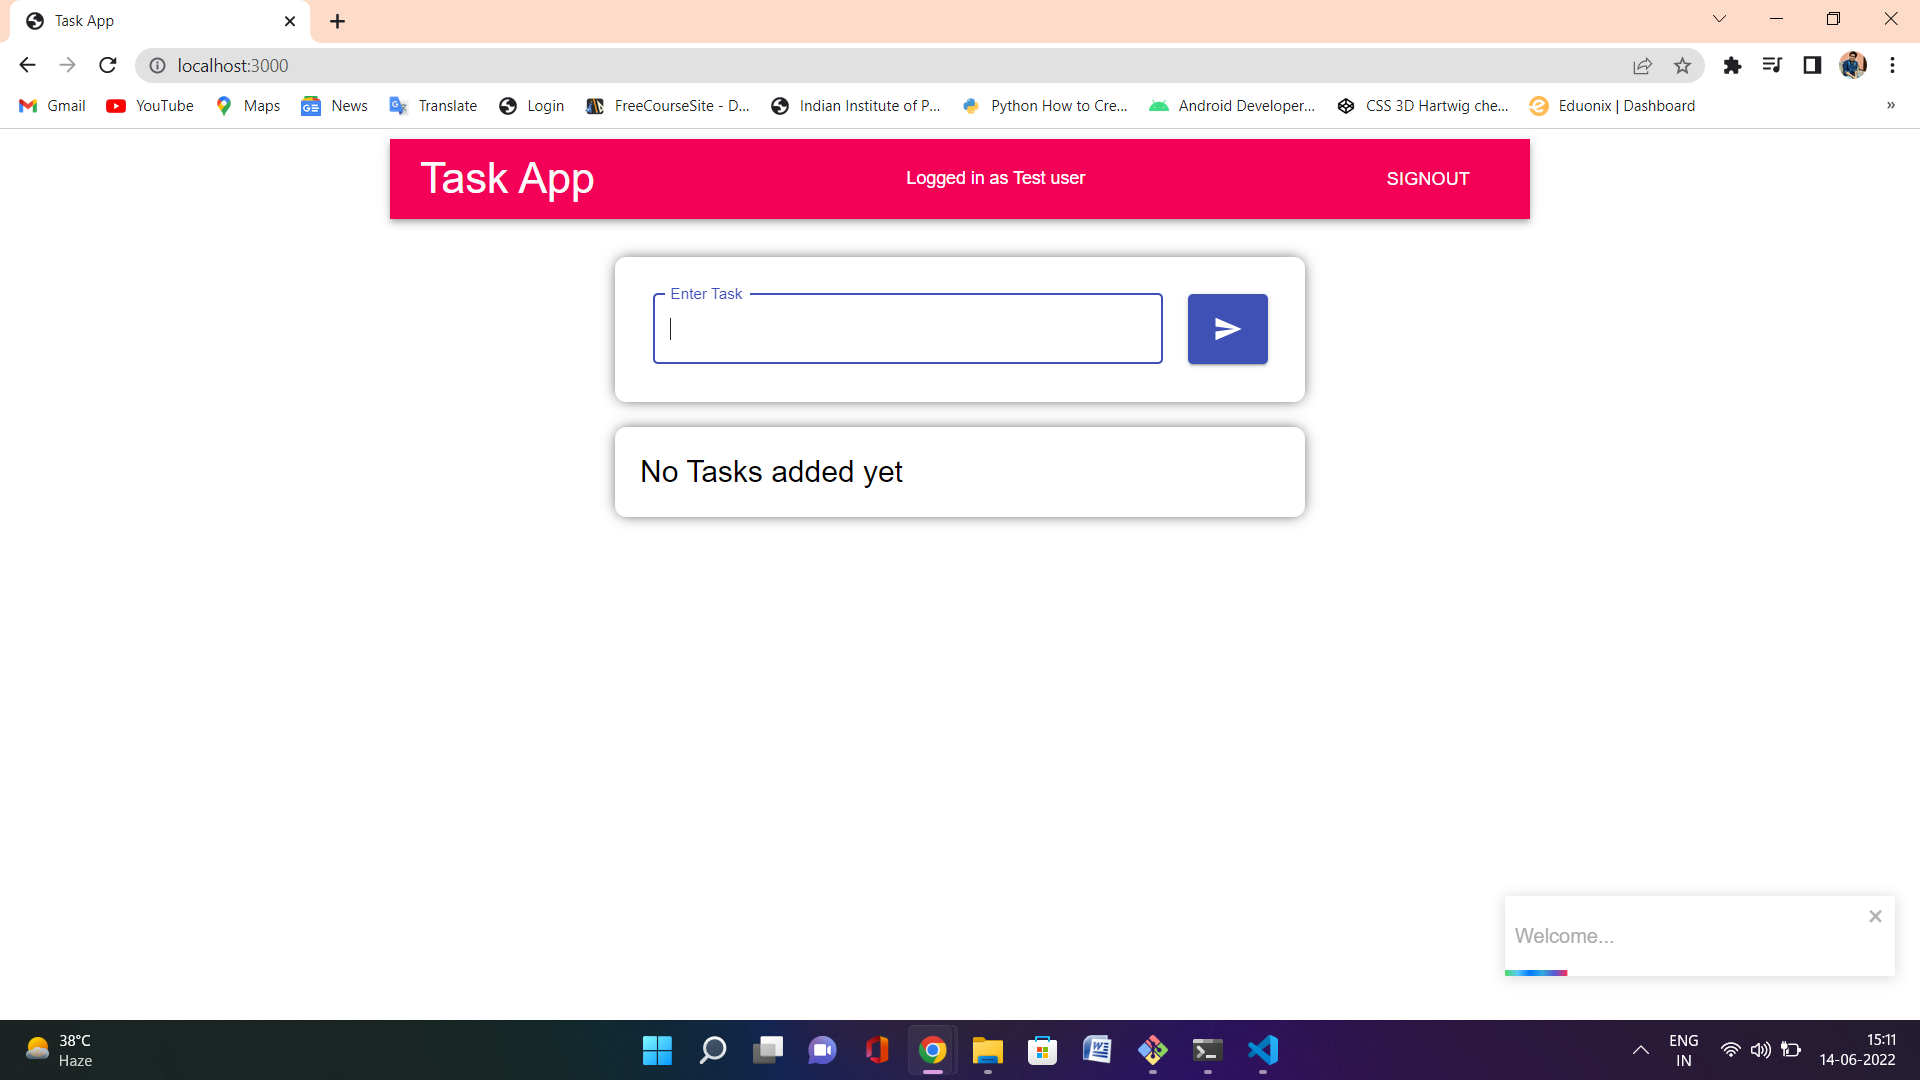 Task App
localhost:3000
Gmail YouTube Maps News Translate Login FreeCourseSite - D... Indian Institute of P... Python How to Cre... Android Developer... CSS 3D Hartwig che... Eduonix | Dashboard »
Task App Logged in as Test user SIGNOUT
Enter Task
No Tasks added yet
Welcome...
38°C
Haze
ENG
IN
15:11
14-06-2022